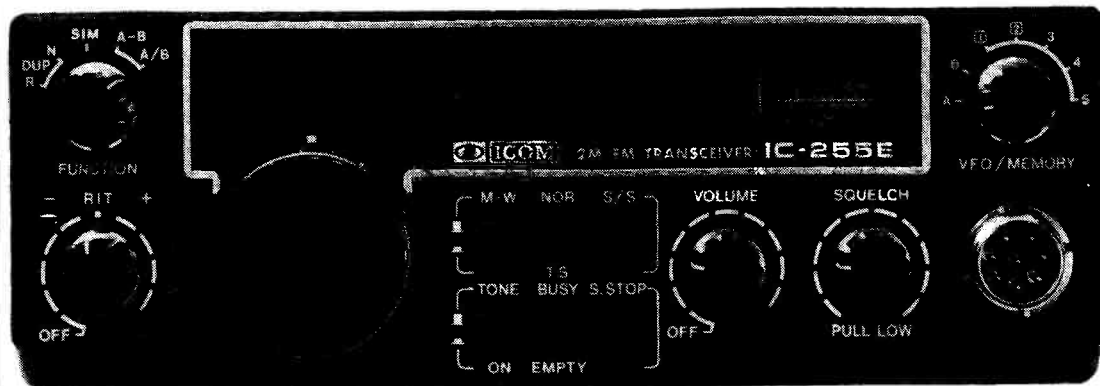 SIM A-B
N A/B
DUP
R
FUNCTION
1 2 3
B 4
A 5
VFO/MEMORY
ICOM 2M FM TRANSCEIVER IC-255E
- RIT +
OFF
M-W NOR S/S
T.S
TONE BUSY S.STOP
ON EMPTY
VOLUME
OFF
SQUELCH
PULL LOW